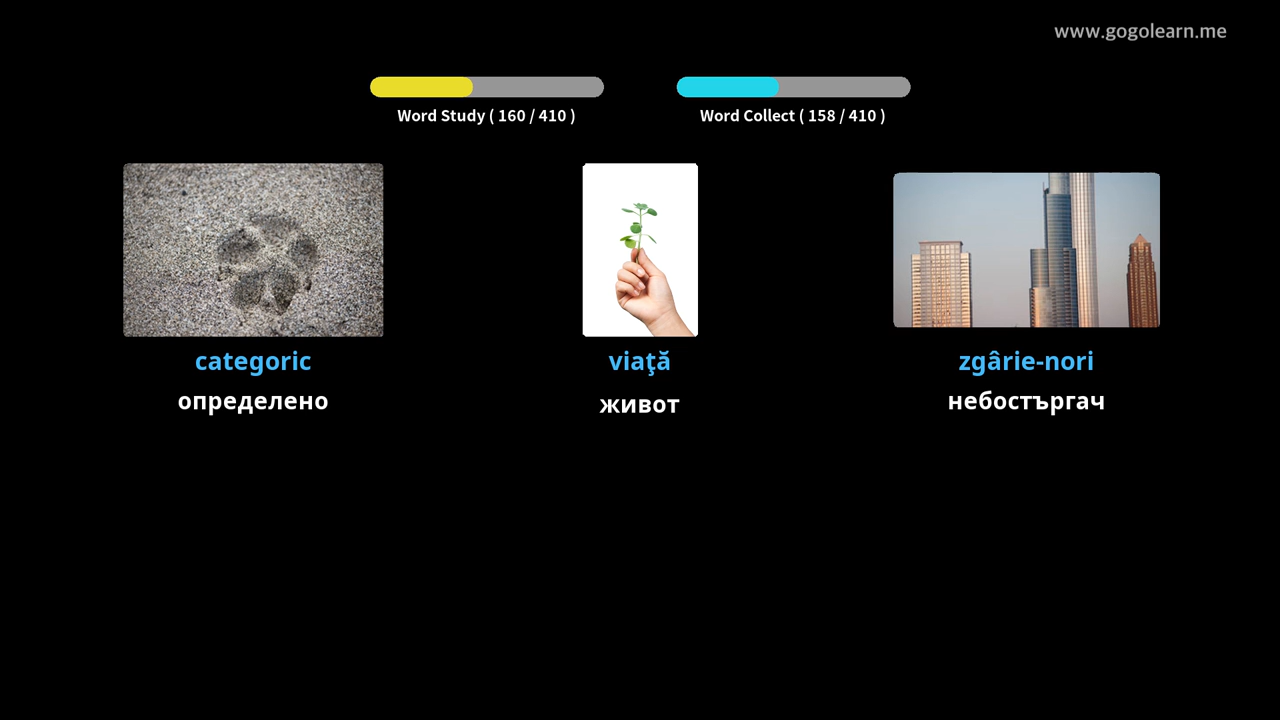 www.gogolearn.me
Word Study ( 160 / 410 )
Word Collect ( 158 / 410 )
categoric
viaţă
zgârie-nori
определено
живот
небостъргач